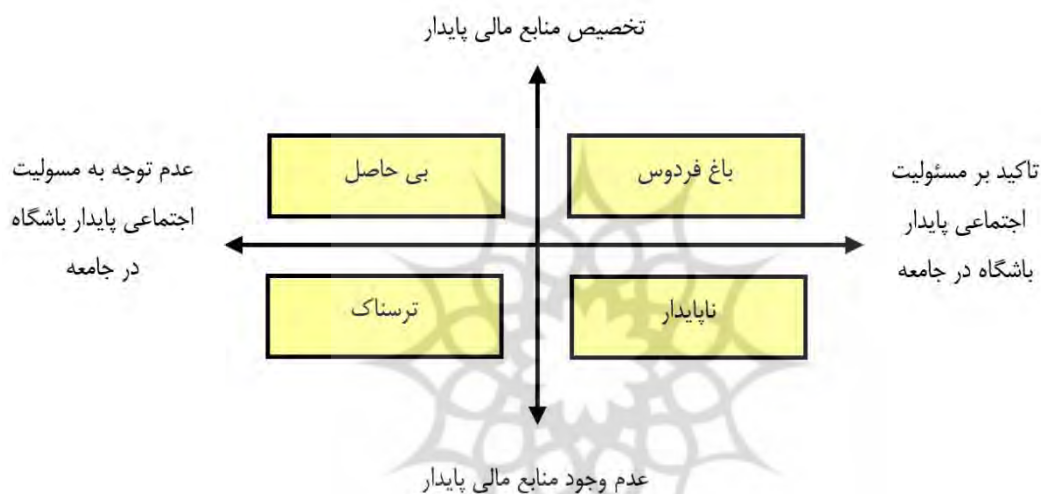 تخصیص منابع مالی پایدار
باغ فردوس
بی حاصل
تاکید بر مسئولیت
اجتماعی پایدار
باشگاه در جامعه
عدم توجه به مسولیت
اجتماعی پایدار باشگاه
در جامعه
ناپایدار
ترسناک
عدم وجود منابع مالی پایدار